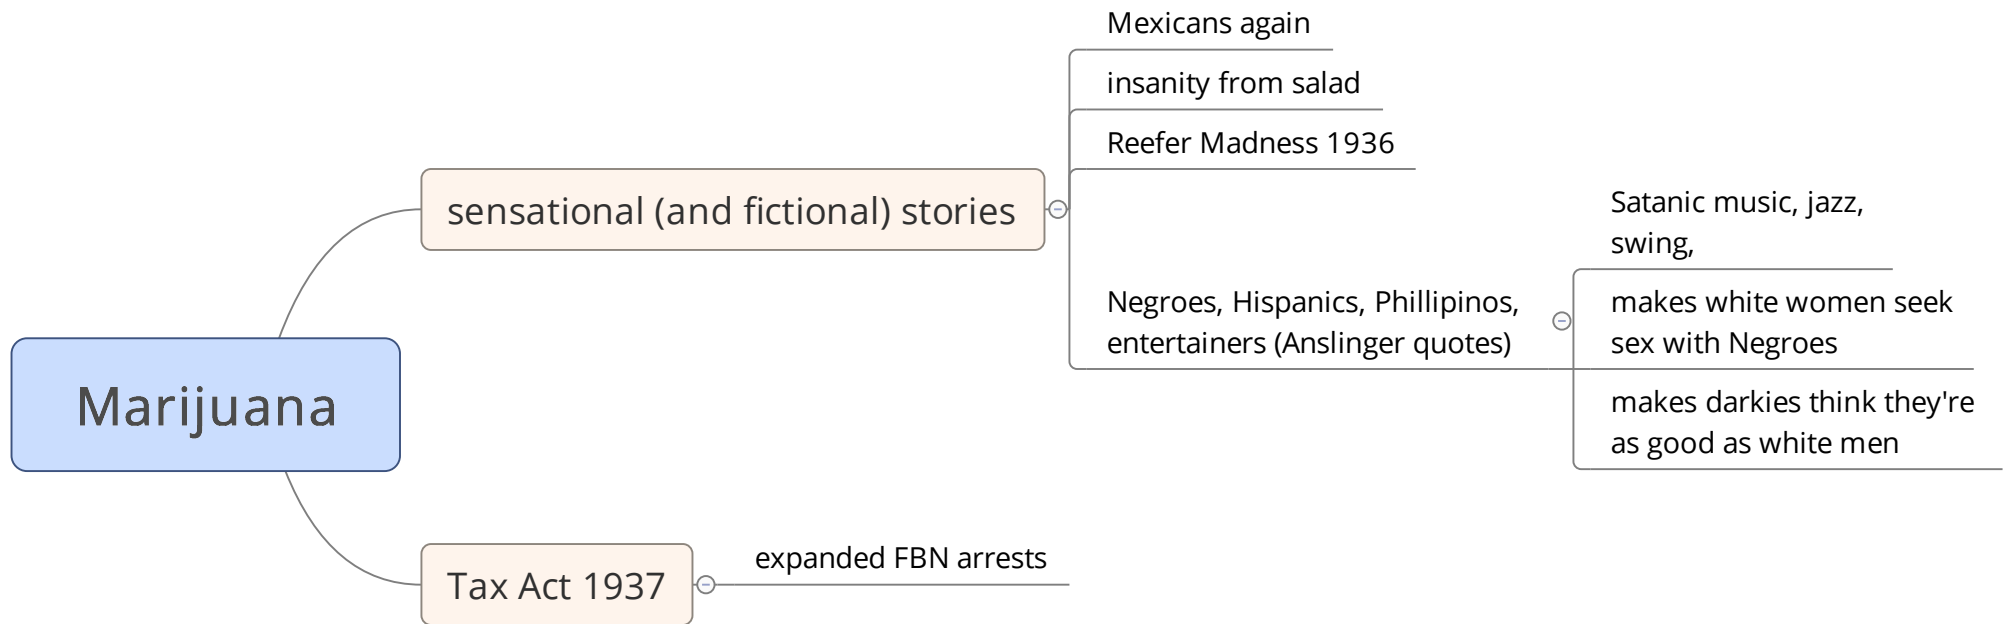 Marijuana
sensational (and fictional) stories
Mexicans again
insanity from salad
Reefer Madness 1936
Negroes, Hispanics, Phillipinos,
entertainers (Anslinger quotes)
Satanic music, jazz,
swing,
makes white women seek
sex with Negroes
makes darkies think they're
as good as white men
Tax Act 1937
expanded FBN arrests